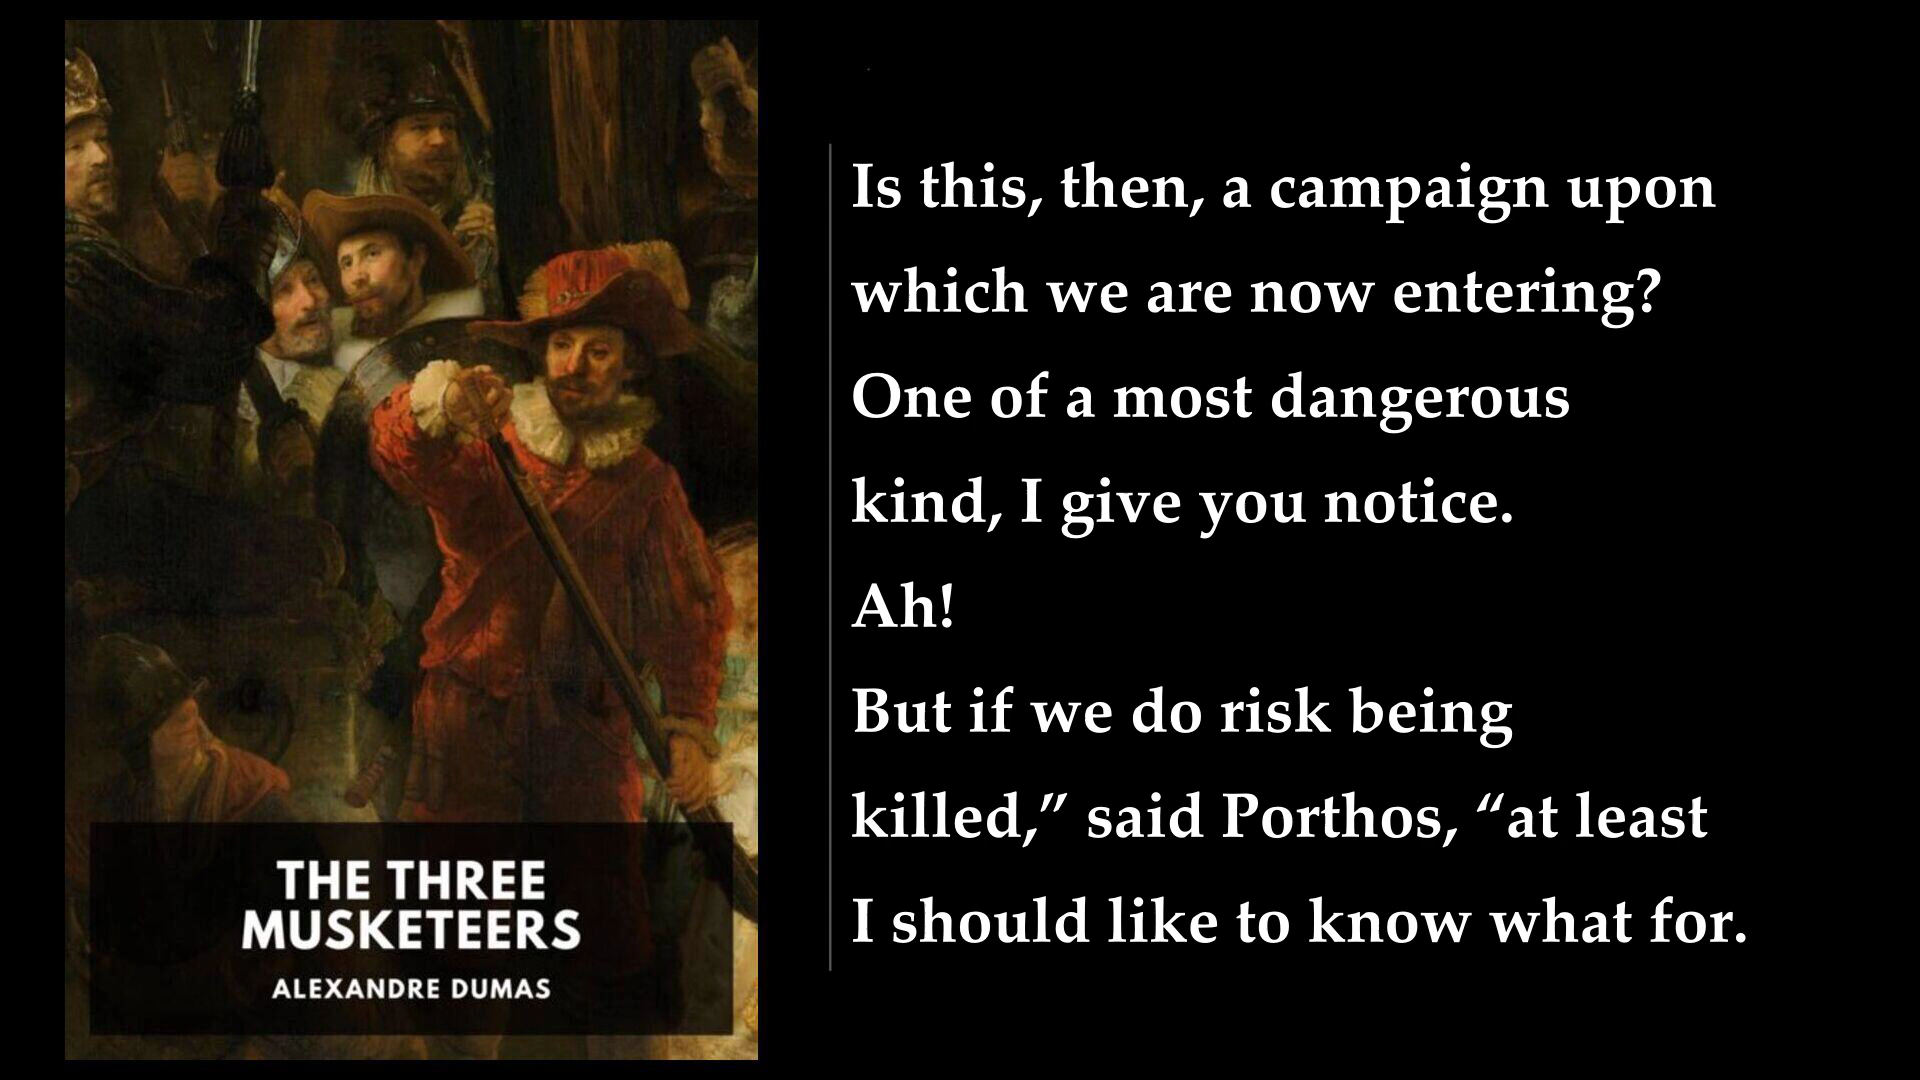 THE THREE
MUSKETEERS
ALEXANDRE DUMAS
Is this, then, a campaign upon
which we are now entering?
One of a most dangerous
kind, I give you notice.
Ah!
But if we do risk being
killed,” said Porthos, “at least
I should like to know what for.